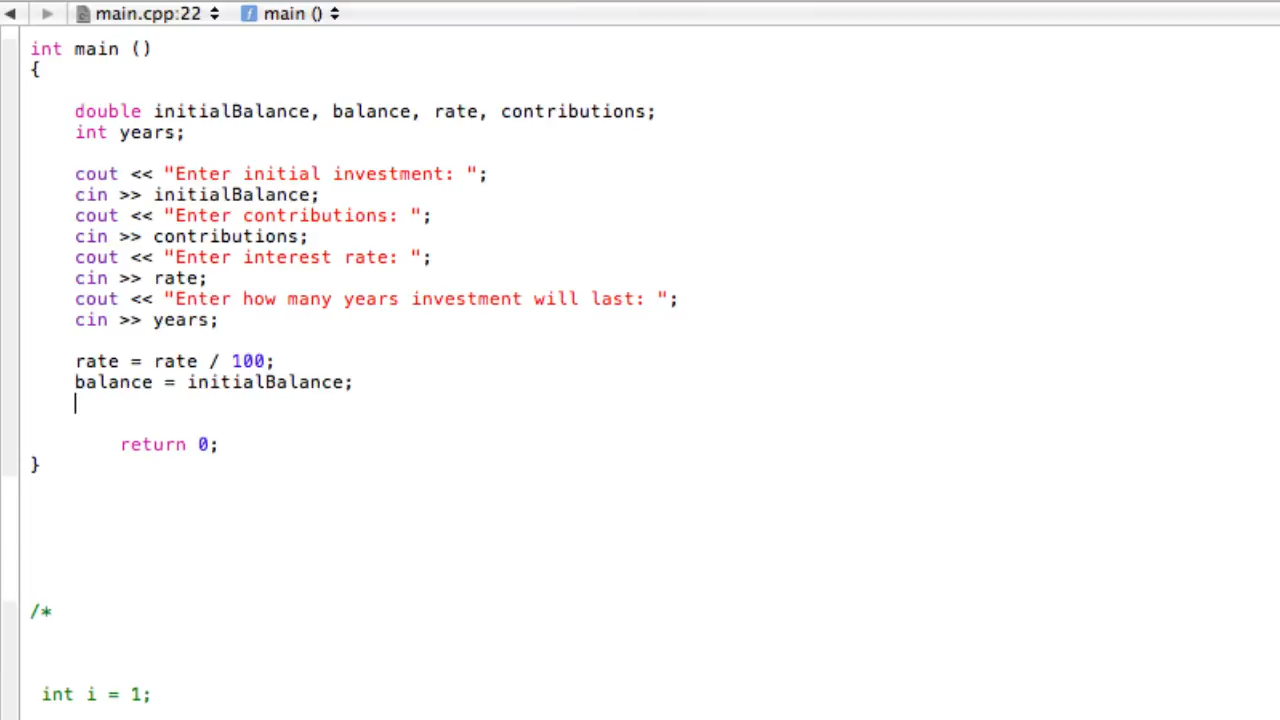 main.cpp:22 main ()
int main ()
{
double initialBalance, balance, rate, contributions;
int years;
cout << "Enter initial investment: ";
cin >> initialBalance;
cout << "Enter contributions: ";
cin >> contributions;
cout << "Enter interest rate: ";
cin >> rate;
cout << "Enter how many years investment will last: ";
cin >> years;
rate = rate / 100;
balance = initialBalance;
return 0;
}
/*
int i = 1;